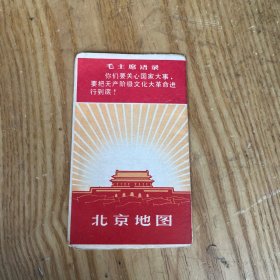 毛主席语录
你们要关心国家大事，
要把无产阶级文化大革命进
行到底！
北京地图